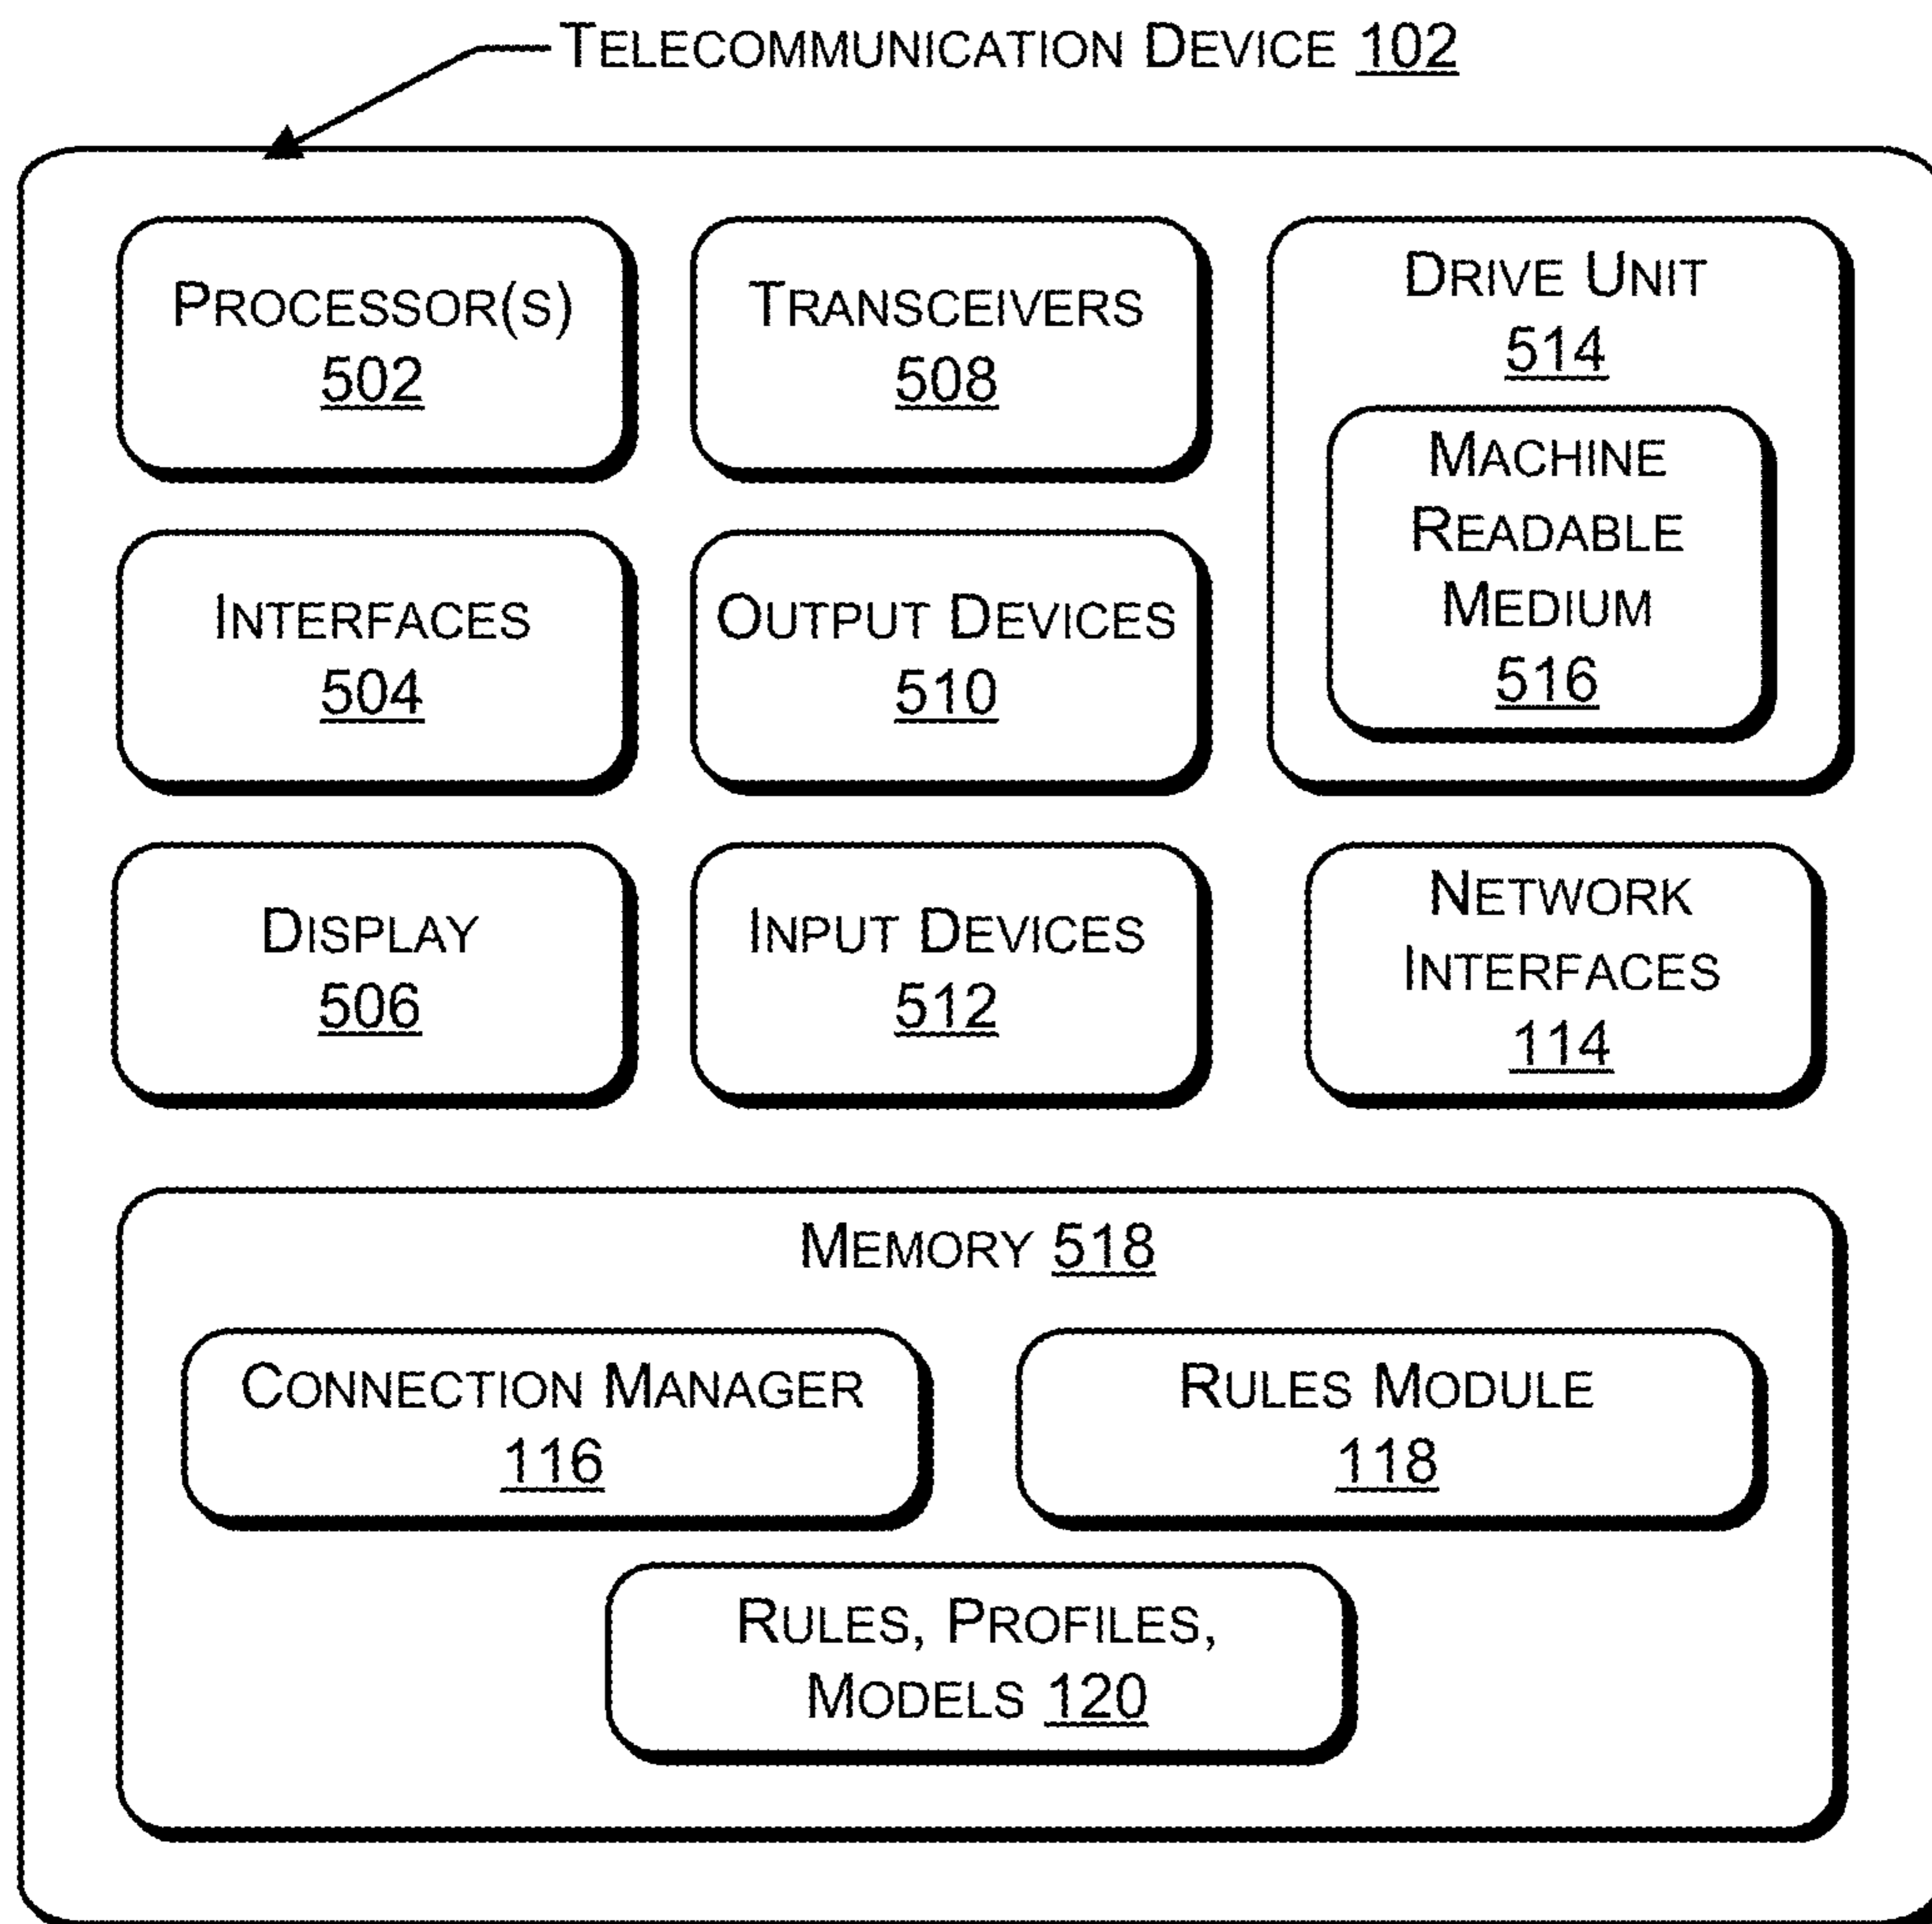 TELECOMMUNICATION DEVICE 102
PROCESSOR(S)
502
TRANSCEIVERS
508
DRIVE UNIT
514
MACHINE
READABLE
MEDIUM
516
INTERFACES
504
OUTPUT DEVICES
510
DISPLAY
506
INPUT DEVICES
512
NETWORK
INTERFACES
114
MEMORY 518
CONNECTION MANAGER
116
RULES MODULE
118
RULES, PROFILES,
MODELS 120